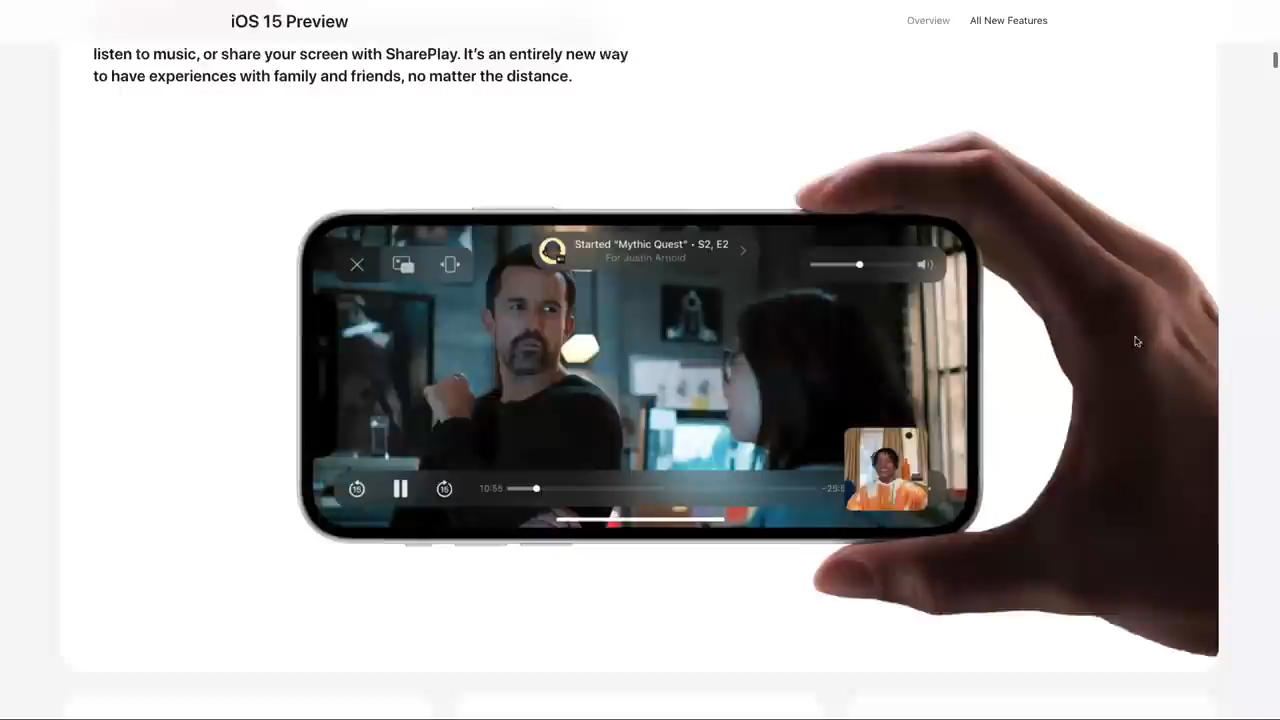 iOS 15 Preview
Overview
All New Features
listen to music, or share your screen with SharePlay. It’s an entirely new way
to have experiences with family and friends, no matter the distance.
Started “Mythic Quest” • S2, E2
For Justin Arnold
15
15
10:55